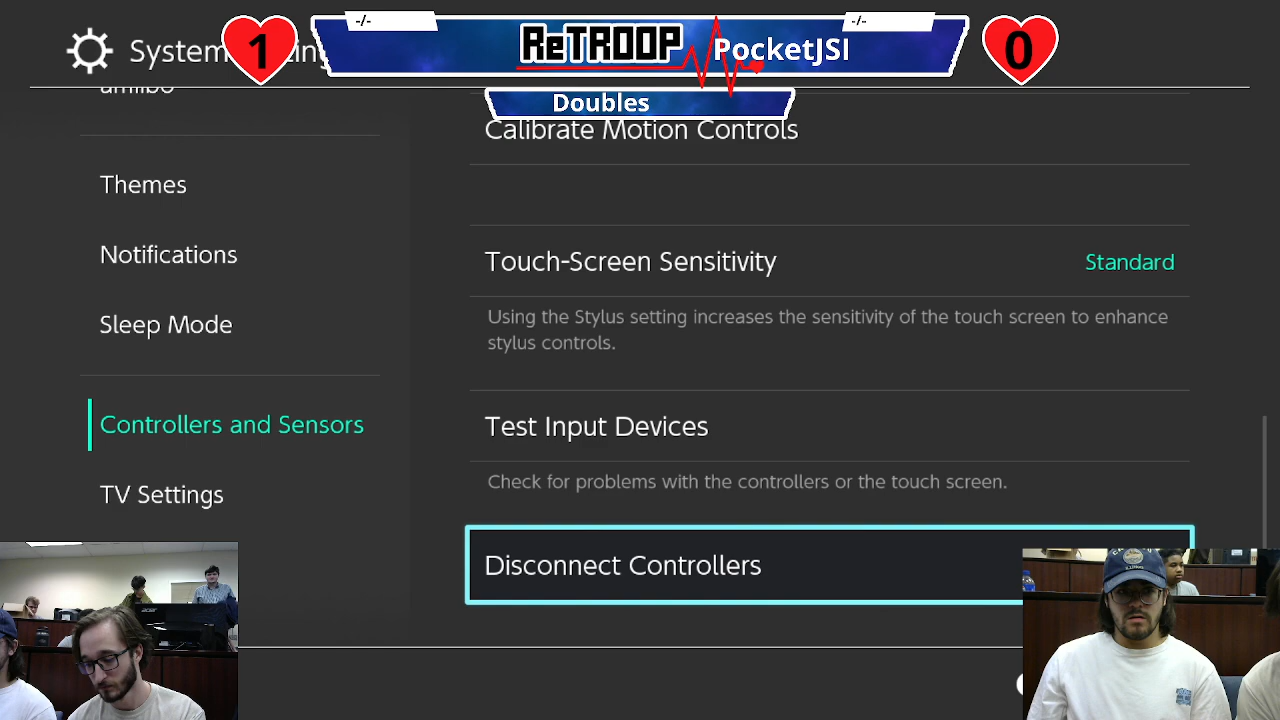 -/-
-/-
System
1
ReTROOP
PocketJSI
0
Doubles
amiibo
Calibrate Motion Controls
Themes
Notifications
Touch-Screen Sensitivity
Standard
Using the Stylus setting increases the sensitivity of the touch screen to enhance
stylus controls.
Sleep Mode
Controllers and Sensors
Test Input Devices
Check for problems with the controllers or the touch screen.
TV Settings
Disconnect Controllers
acer